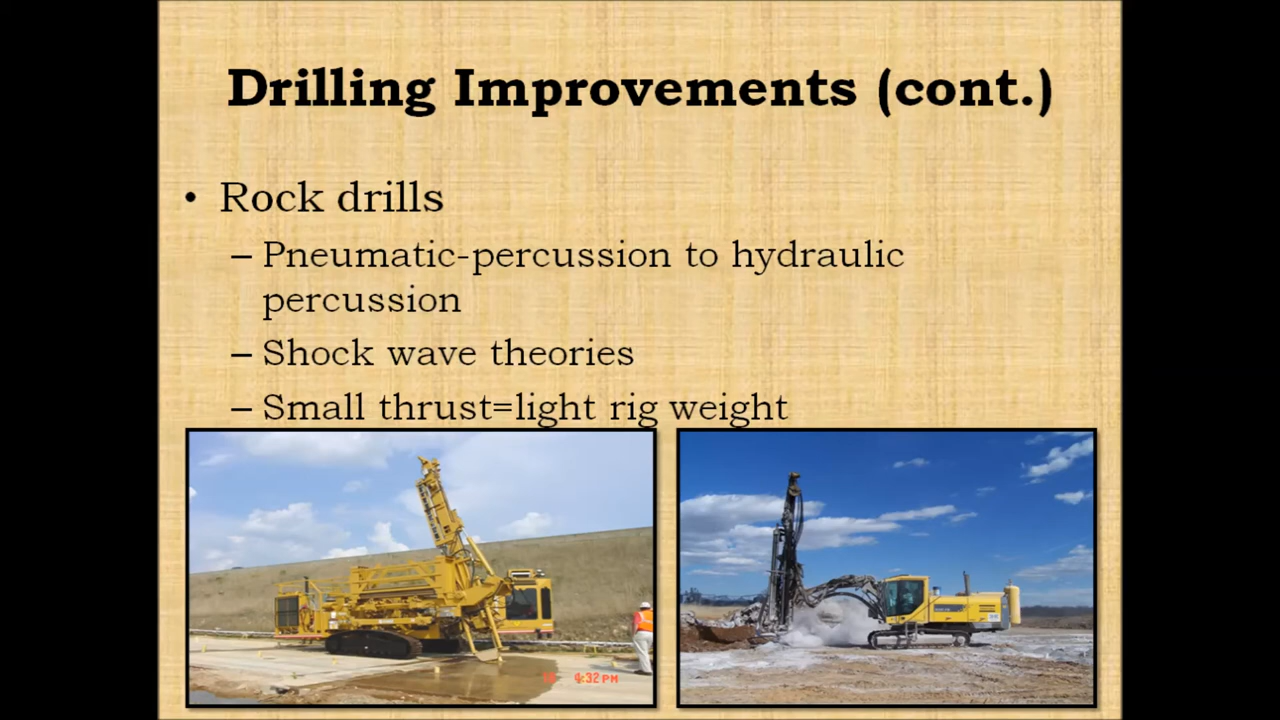 Drilling Improvements (cont.)
• Rock drills
– Pneumatic-percussion to hydraulic
percussion
– Shock wave theories
– Small thrust=light rig weight
4:32 PM